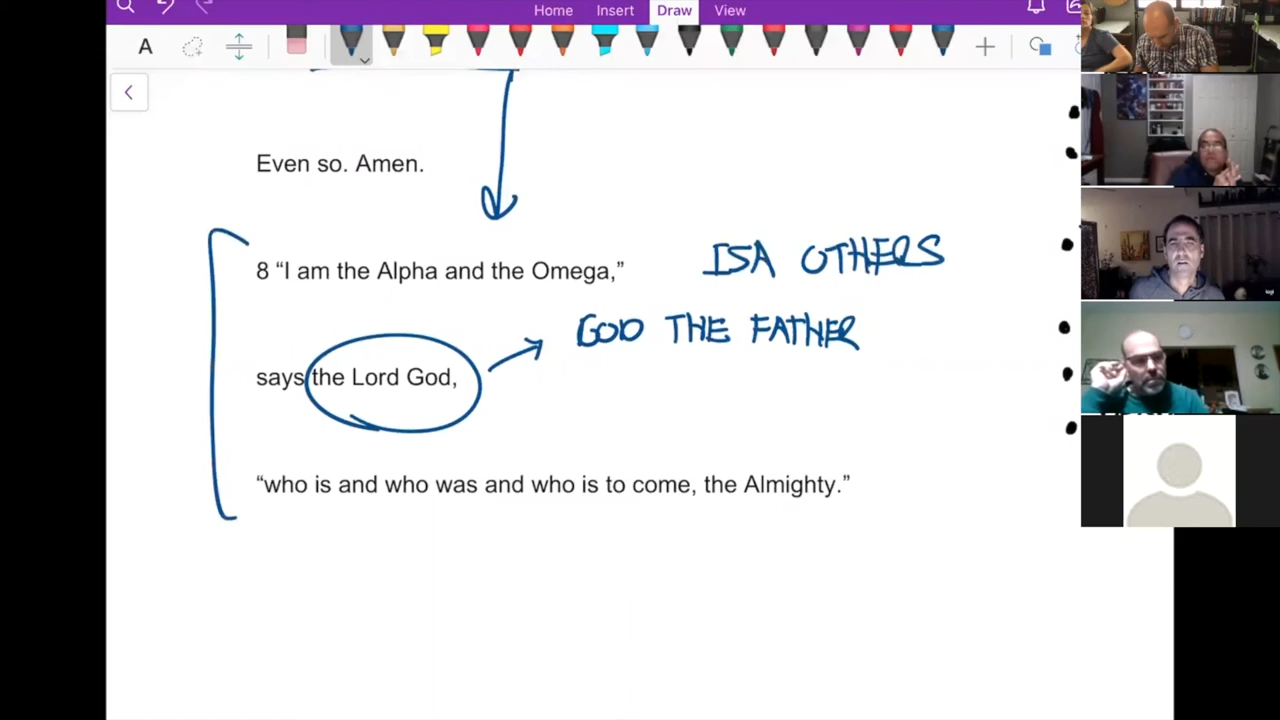 Home Insert Draw View
A
Even so. Amen.
8 “I am the Alpha and the Omega,” ISA OTHERS
GOD THE FATHER
says the Lord God,
“who is and who was and who is to come, the Almighty.”